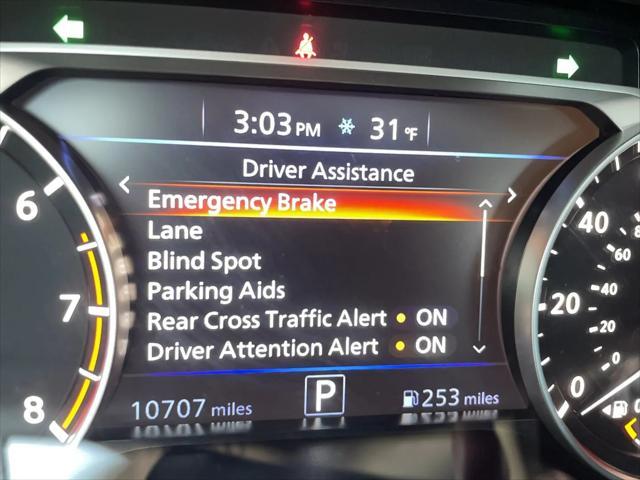 3:03 PM ❄ 31 °F
Driver Assistance
Emergency Brake
Lane
Blind Spot
Parking Aids
Rear Cross Traffic Alert • ON
Driver Attention Alert • ON
10707 miles
P
253 miles
6
7
8
40
20
0
60
40
20
0